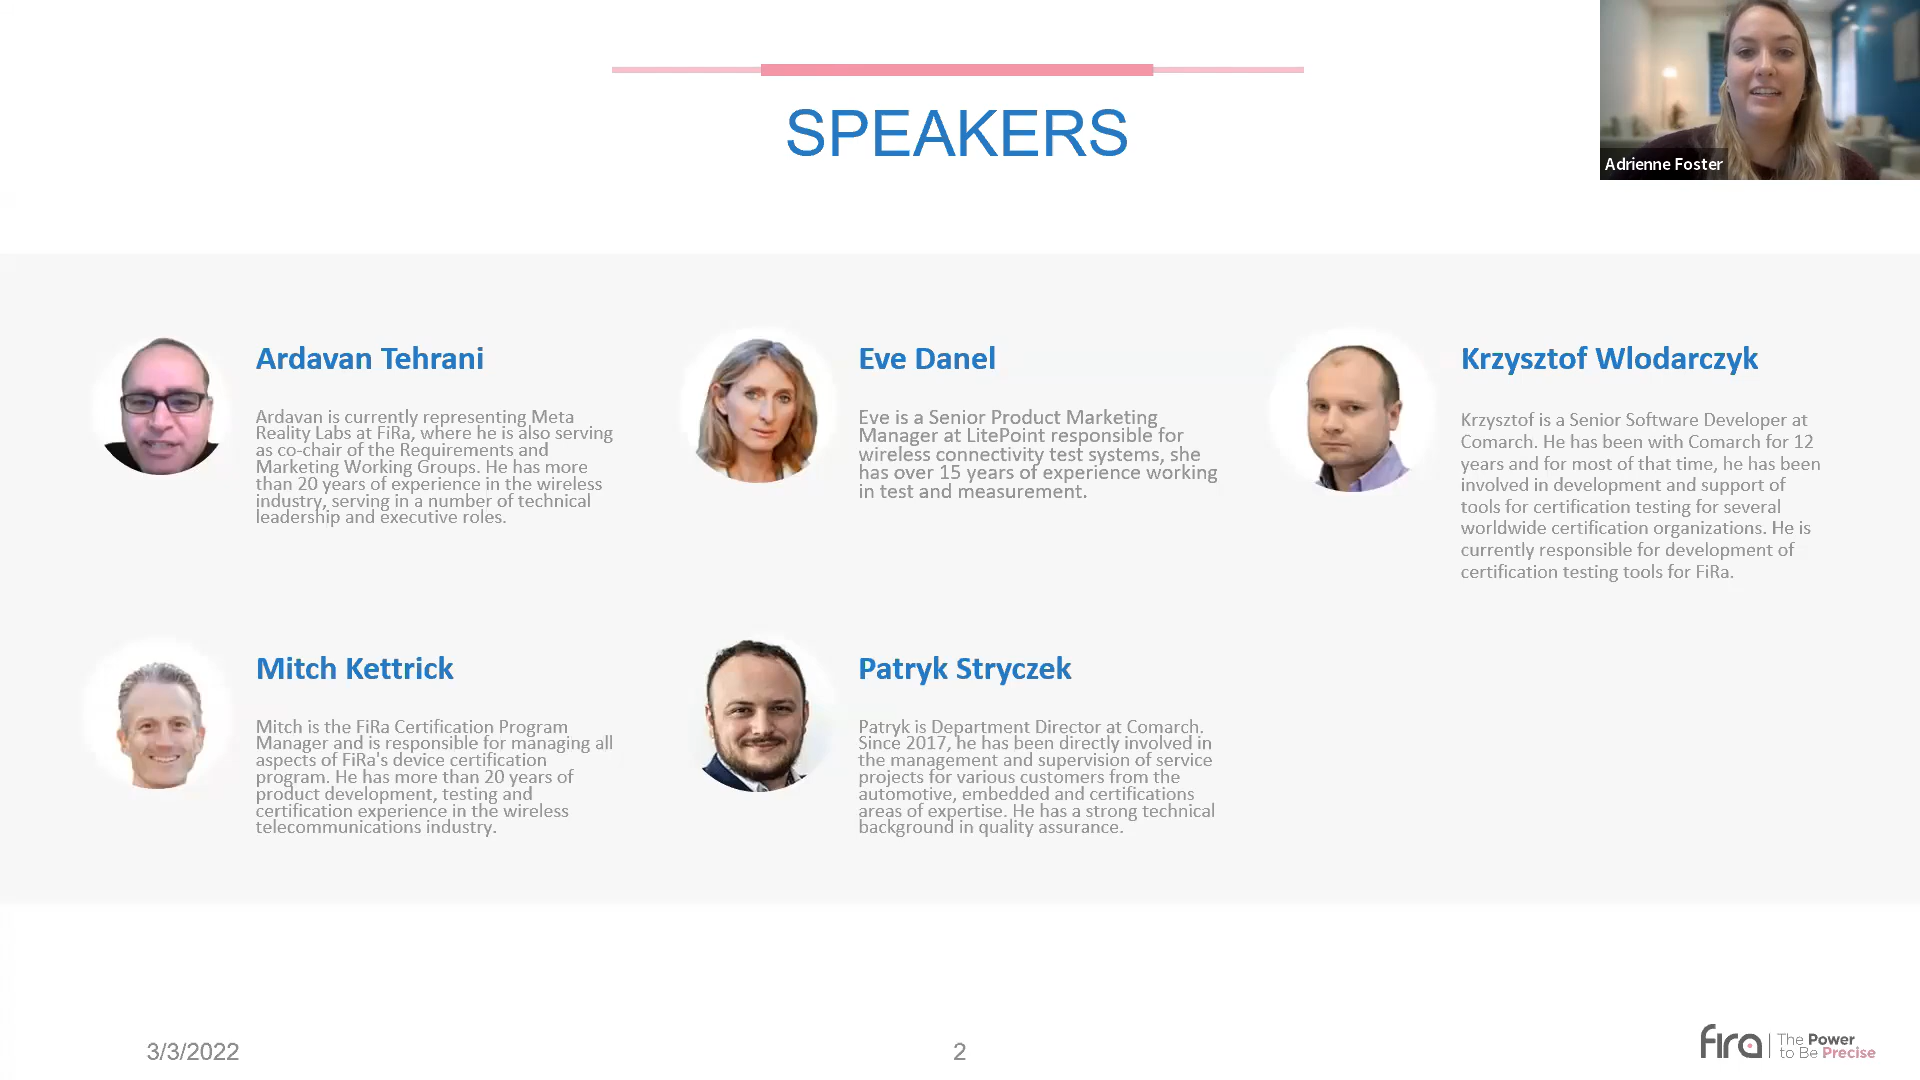 SPEAKERS
Adrienne Foster
Ardavan Tehrani
Ardavan is currently representing Meta
Reality Labs at FiRa, where he is also serving
as co-chair of the Requirements and
Marketing Working Groups. He has more
than 20 years of experience in the wireless
industry, serving in a number of technical
leadership and executive roles.
Eve Danel
Eve is a Senior Product Marketing
Manager at LitePoint responsible for
wireless connectivity test systems, she
has over 15 years of experience working
in test and measurement.
Krzysztof Wlodarczyk
Krzysztof is a Senior Software Developer at
Comarch. He has been with Comarch for 12
years and for most of that time, he has been
involved in development and support of
tools for certification testing for several
worldwide certification organizations. He is
currently responsible for development of
certification testing tools for FiRa.
Mitch Kettrick
Mitch is the FiRa Certification Program
Manager and is responsible for managing all
aspects of FiRa's device certification
program. He has more than 20 years of
product development, testing and
certification experience in the wireless
telecommunications industry.
Patryk Stryczek
Patryk is Department Director at Comarch.
Since 2017, he has been directly involved in
the management and supervision of service
projects for various customers from the
automotive, embedded and certifications
areas of expertise. He has a strong technical
background in quality assurance.
3/3/2022
2
fira
The Power
to Be Precise